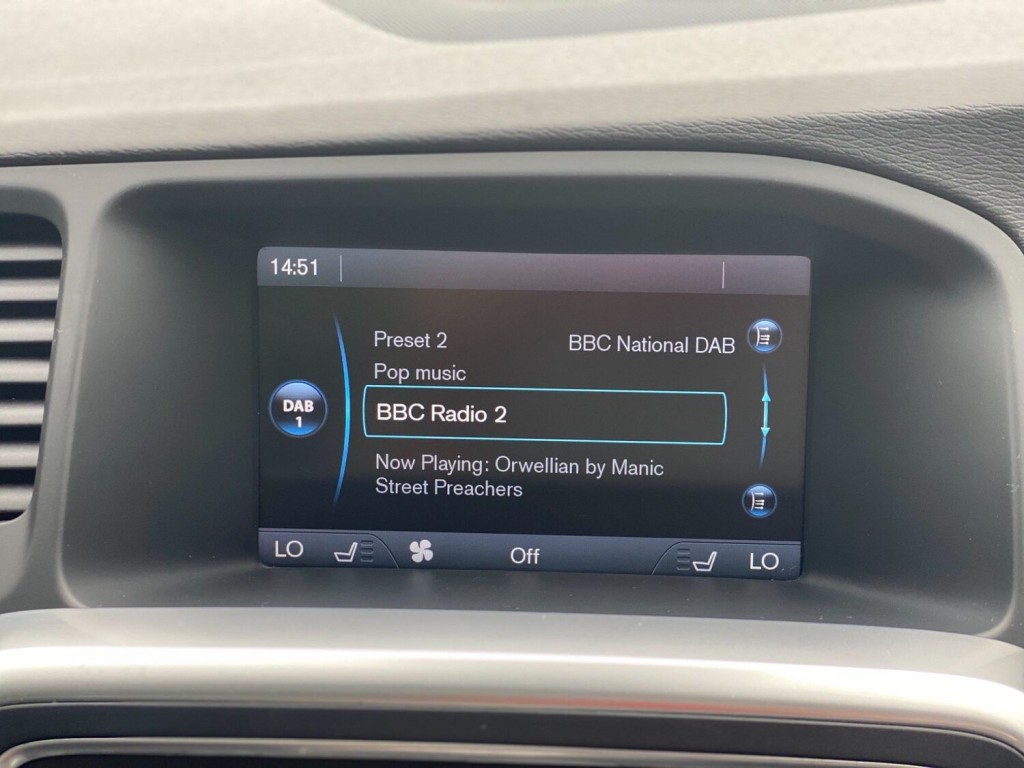 14:51
Preset 2
BBC National DAB
Pop music
DAB
1
BBC Radio 2
Now Playing: Orwellian by Manic
Street Preachers
LO
Off
LO